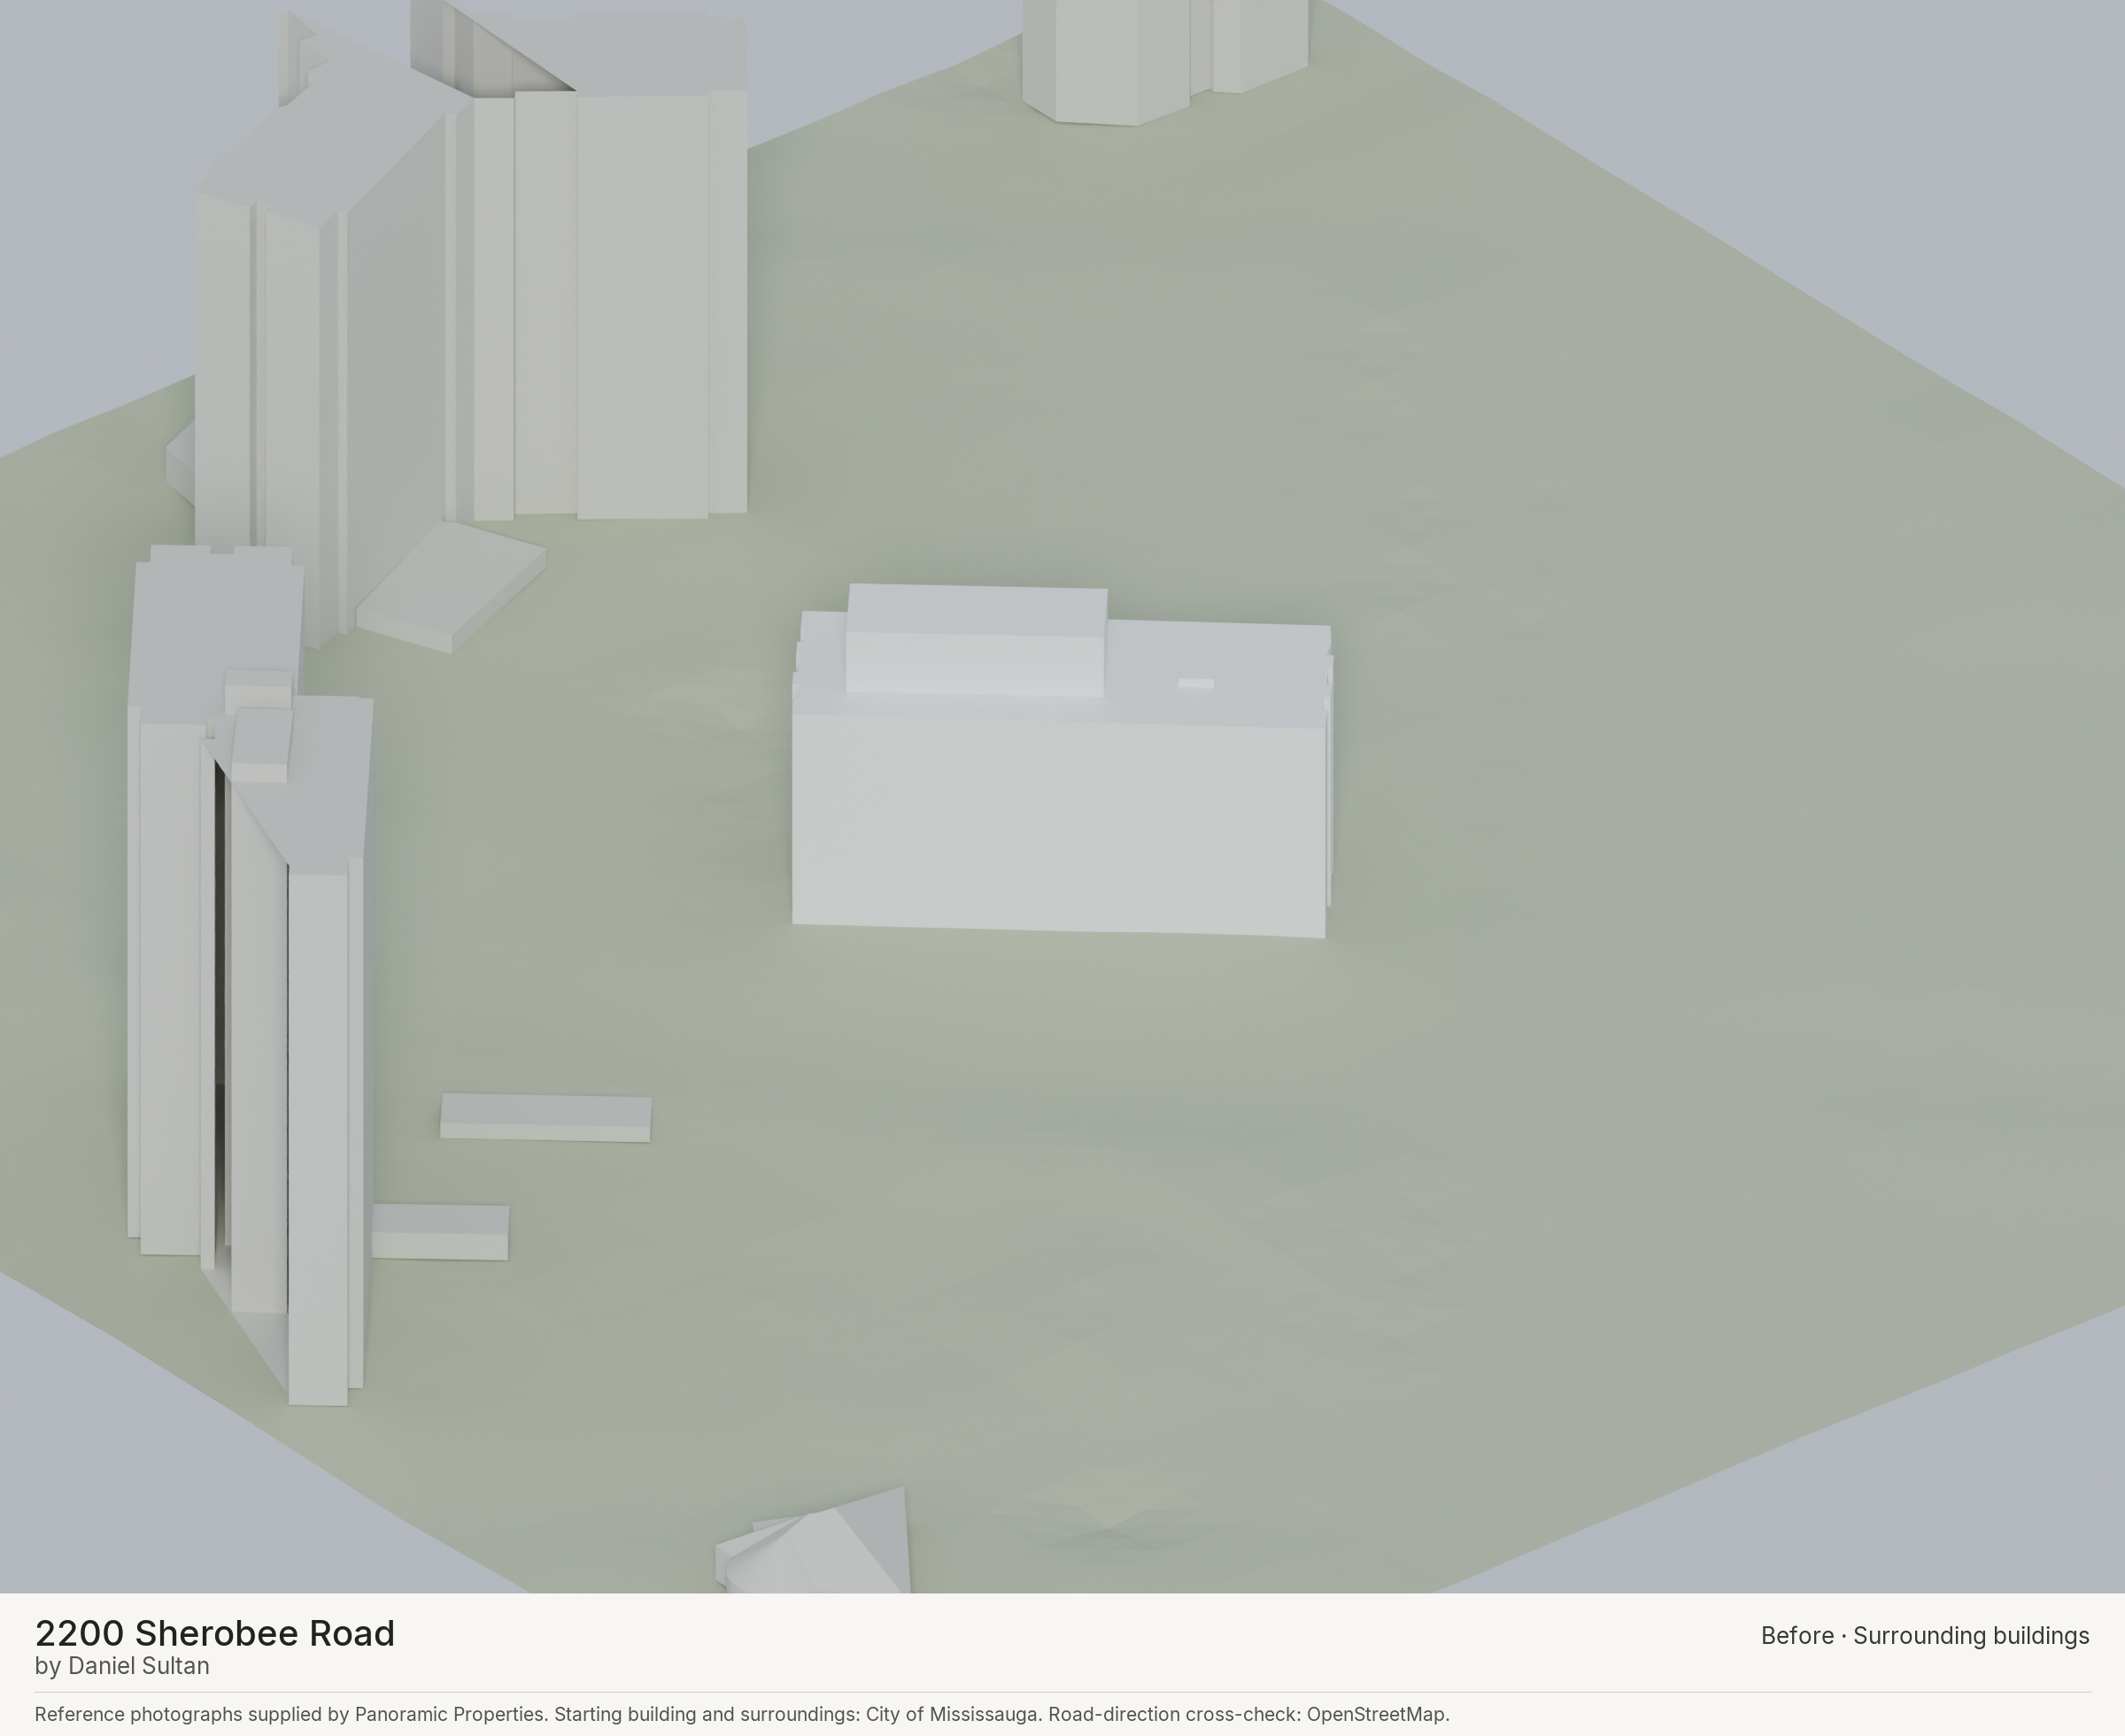 2200 Sherobee Road
Before · Surrounding buildings
by Daniel Sultan
Reference photographs supplied by Panoramic Properties. Starting building and surroundings: City of Mississauga. Road-direction cross-check: OpenStreetMap.